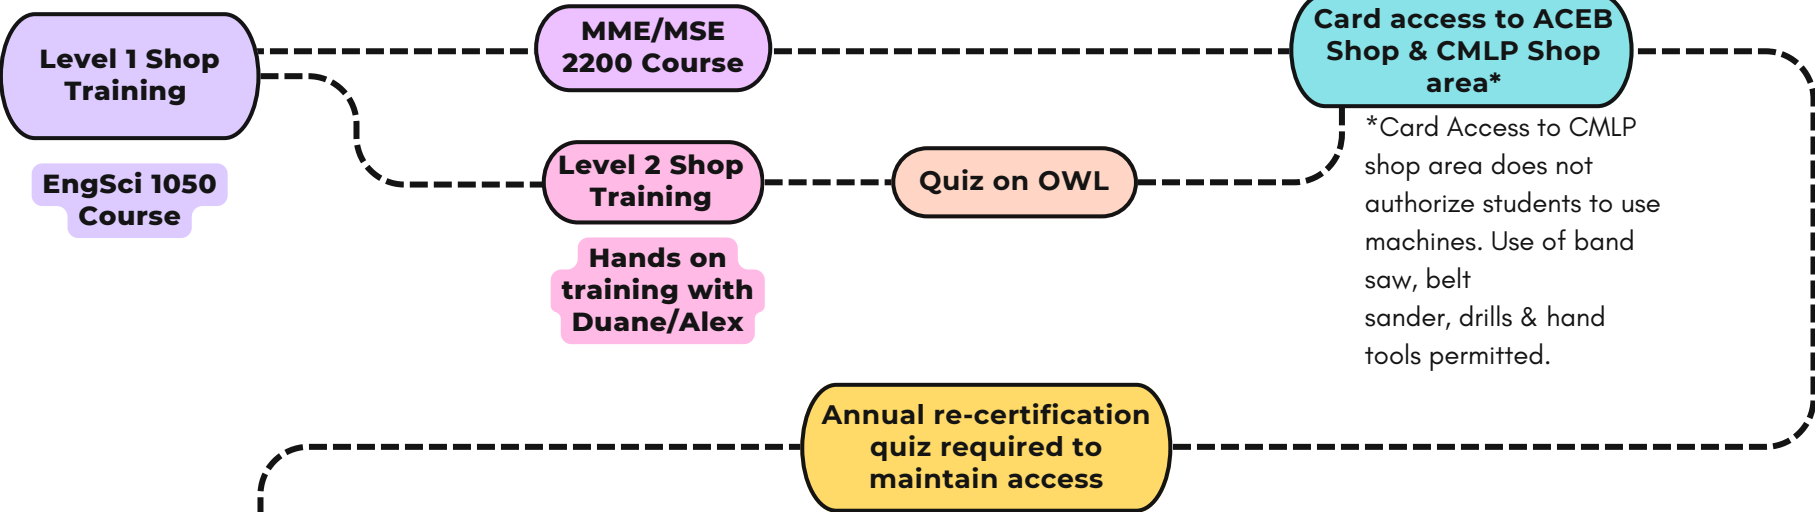 Level 1 Shop
Training
EngSci 1050
Course
MME/MSE
2200 Course
Level 2 Shop
Training
Hands on
training with
Duane/Alex
Quiz on OWL
Card access to ACEB
Shop & CMLP Shop
area*
*Card Access to CMLP
shop area does not
authorize students to use
machines. Use of band
saw, belt
sander, drills & hand
tools permitted.
Annual re-certification
quiz required to
maintain access